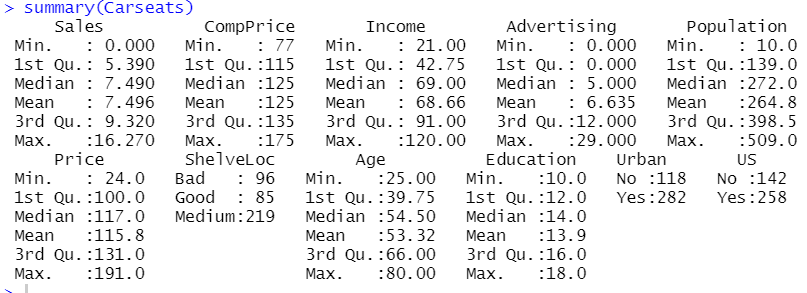 > summary(Carseats)
     Sales          CompPrice       Income        Advertising       Population   
 Min.   : 0.000   Min.   : 77   Min.   : 21.00   Min.   : 0.000   Min.   : 10.0  
 1st Qu.: 5.390   1st Qu.:115   1st Qu.: 42.75   1st Qu.: 0.000   1st Qu.:139.0  
 Median : 7.490   Median :125   Median : 69.00   Median : 5.000   Median :272.0  
 Mean   : 7.496   Mean   :125   Mean   : 68.66   Mean   : 6.635   Mean   :264.8  
 3rd Qu.: 9.320   3rd Qu.:135   3rd Qu.: 91.00   3rd Qu.:12.000   3rd Qu.:398.5  
 Max.   :16.270   Max.   :175   Max.   :120.00   Max.   :29.000   Max.   :509.0  
     Price        ShelveLoc        Age          Education    Urban       US     
 Min.   : 24.0   Bad   : 96   Min.   :25.00   Min.   :10.0   No :118   No :142  
 1st Qu.:100.0   Good  : 85   1st Qu.:39.75   1st Qu.:12.0   Yes:282   Yes:258  
 Median :117.0   Medium:219   Median :54.50   Median :14.0                      
 Mean   :115.8                Mean   :53.32   Mean   :13.9                      
 3rd Qu.:131.0                3rd Qu.:66.00   3rd Qu.:16.0                      
 Max.   :191.0                Max.   :80.00   Max.   :18.0                      
>